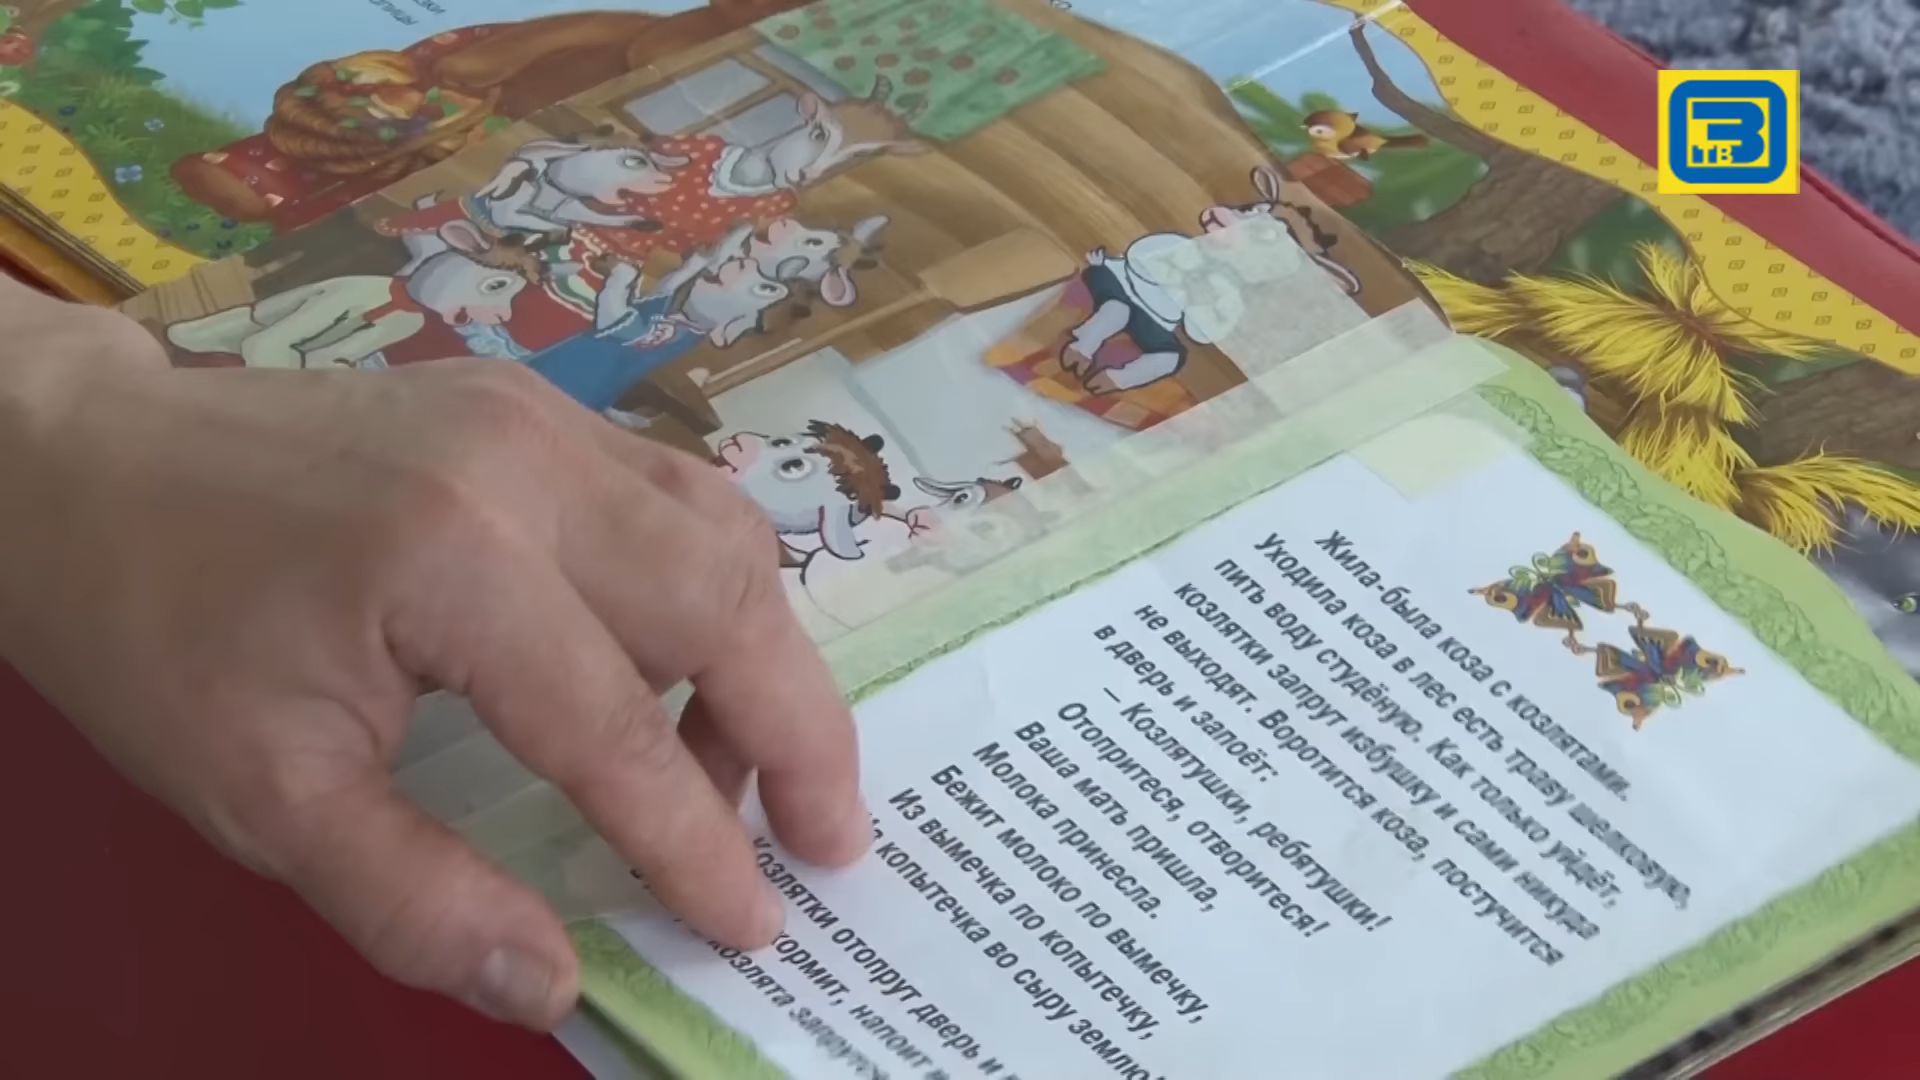 ТВ
3
Жила-была коза с козлятами.
Уходила коза в лес есть траву шелковую,
пить воду студёную. Как только уйдёт,
козлятки запрут избушку и сами никуда
не выходят. Воротится коза, постучится
в дверь и запоёт:
– Козлятушки, ребятушки!
Отопритеся, отворитеся!
Ваша мать пришла,
Молока принесла.
Бежит молоко по вымечку,
Из вымечка по копытечку,
копытечка во сыру землю!
Козлятки отопрут дверь и
кормит, напоит
козлята